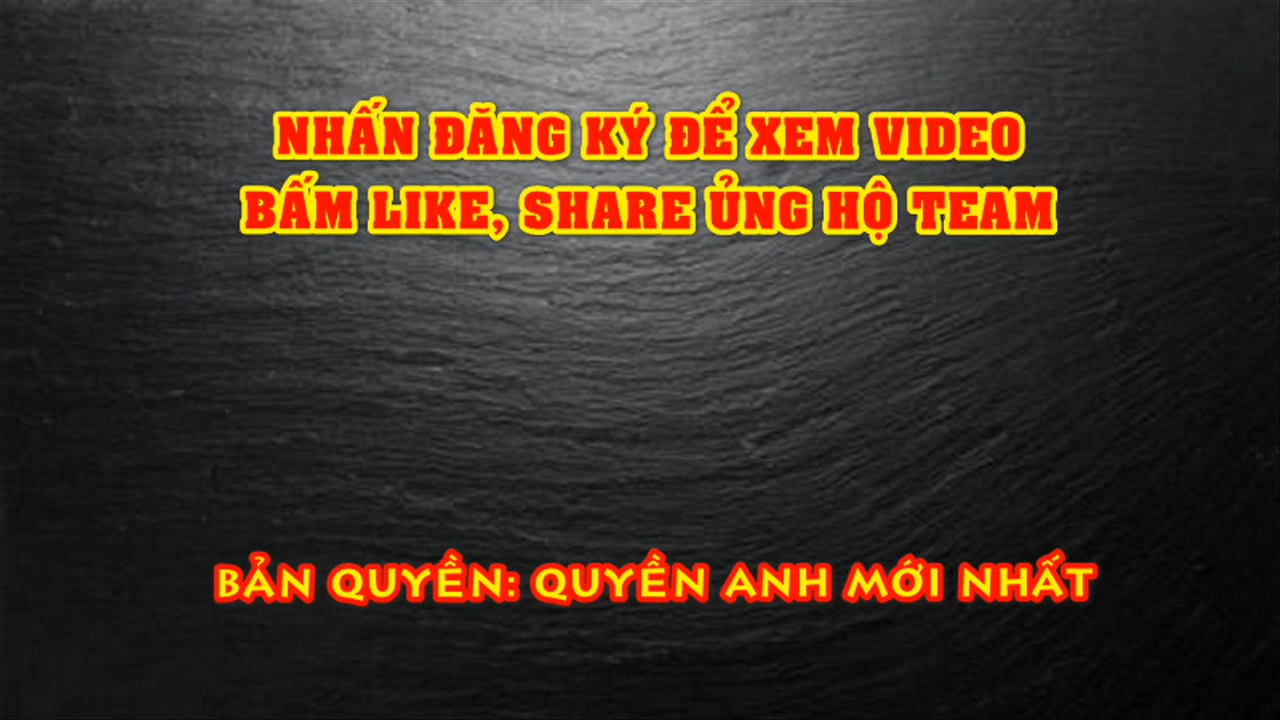 NHẤN ĐĂNG KÝ ĐỂ XEM VIDEO
BẤM LIKE, SHARE ỦNG HỘ TEAM
BẢN QUYỀN: QUYỀN ANH MỚI NHẤT